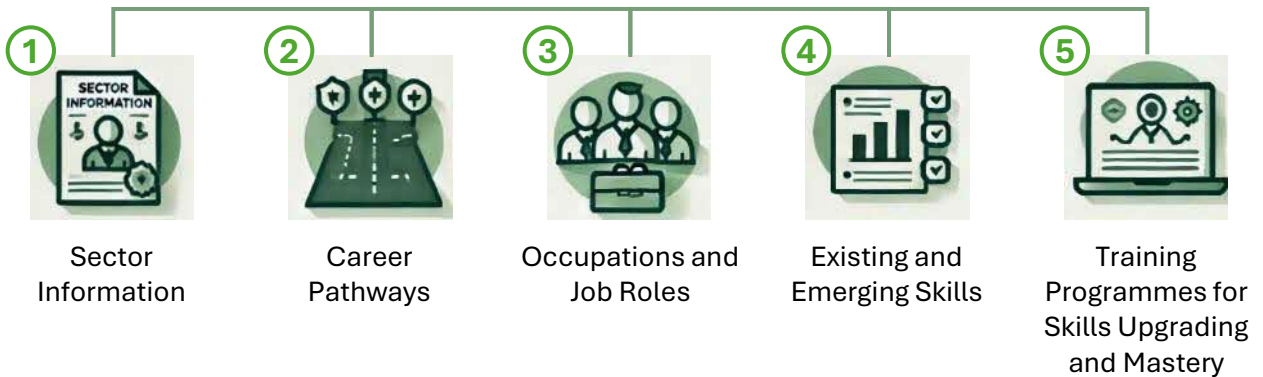 1
2
3
4
5
SECTOR
INFORMATION
Sector
Information
Career
Pathways
Occupations and
Job Roles
Existing and
Emerging Skills
Training
Programmes for
Skills Upgrading
and Mastery